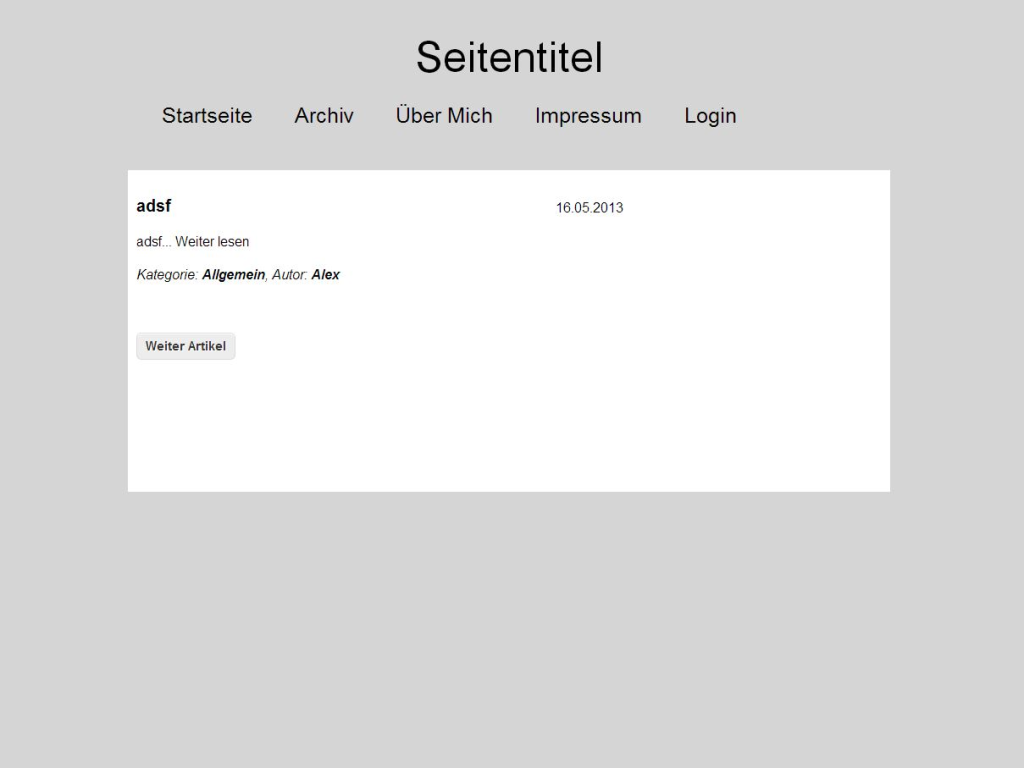 Seitentitel
Startseite Archiv Über Mich Impressum Login
adsf 16.05.2013
adsf... Weiter lesen
Kategorie: Allgemein, Autor: Alex
Weiter Artikel